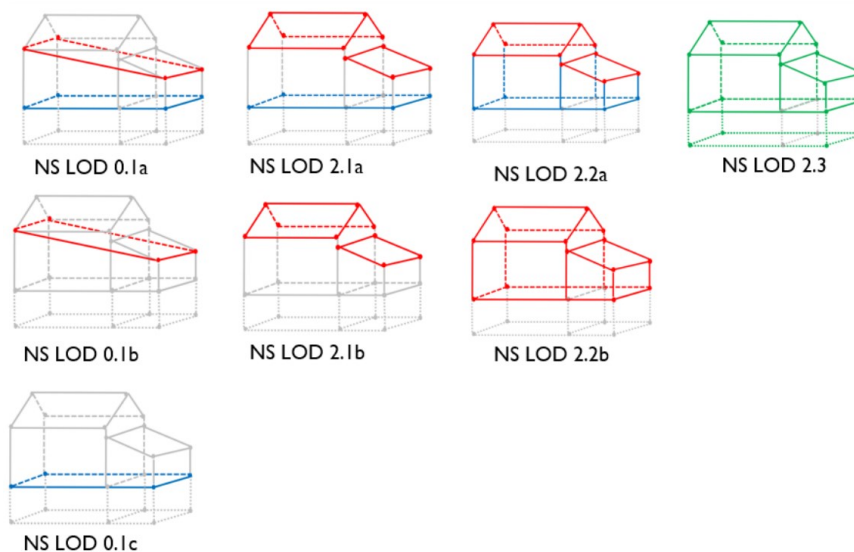 NS LOD 0.1a
NS LOD 2.1a
NS LOD 2.2a
NS LOD 2.3
NS LOD 0.1b
NS LOD 2.1b
NS LOD 2.2b
NS LOD 0.1c